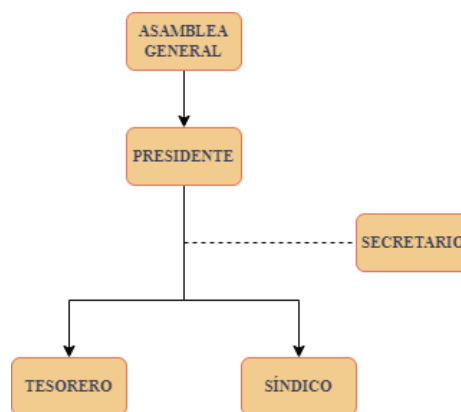 ASAMBLEA
GENERAL
PRESIDENTE
SECRETARIO
TESORERO
SÍNDICO